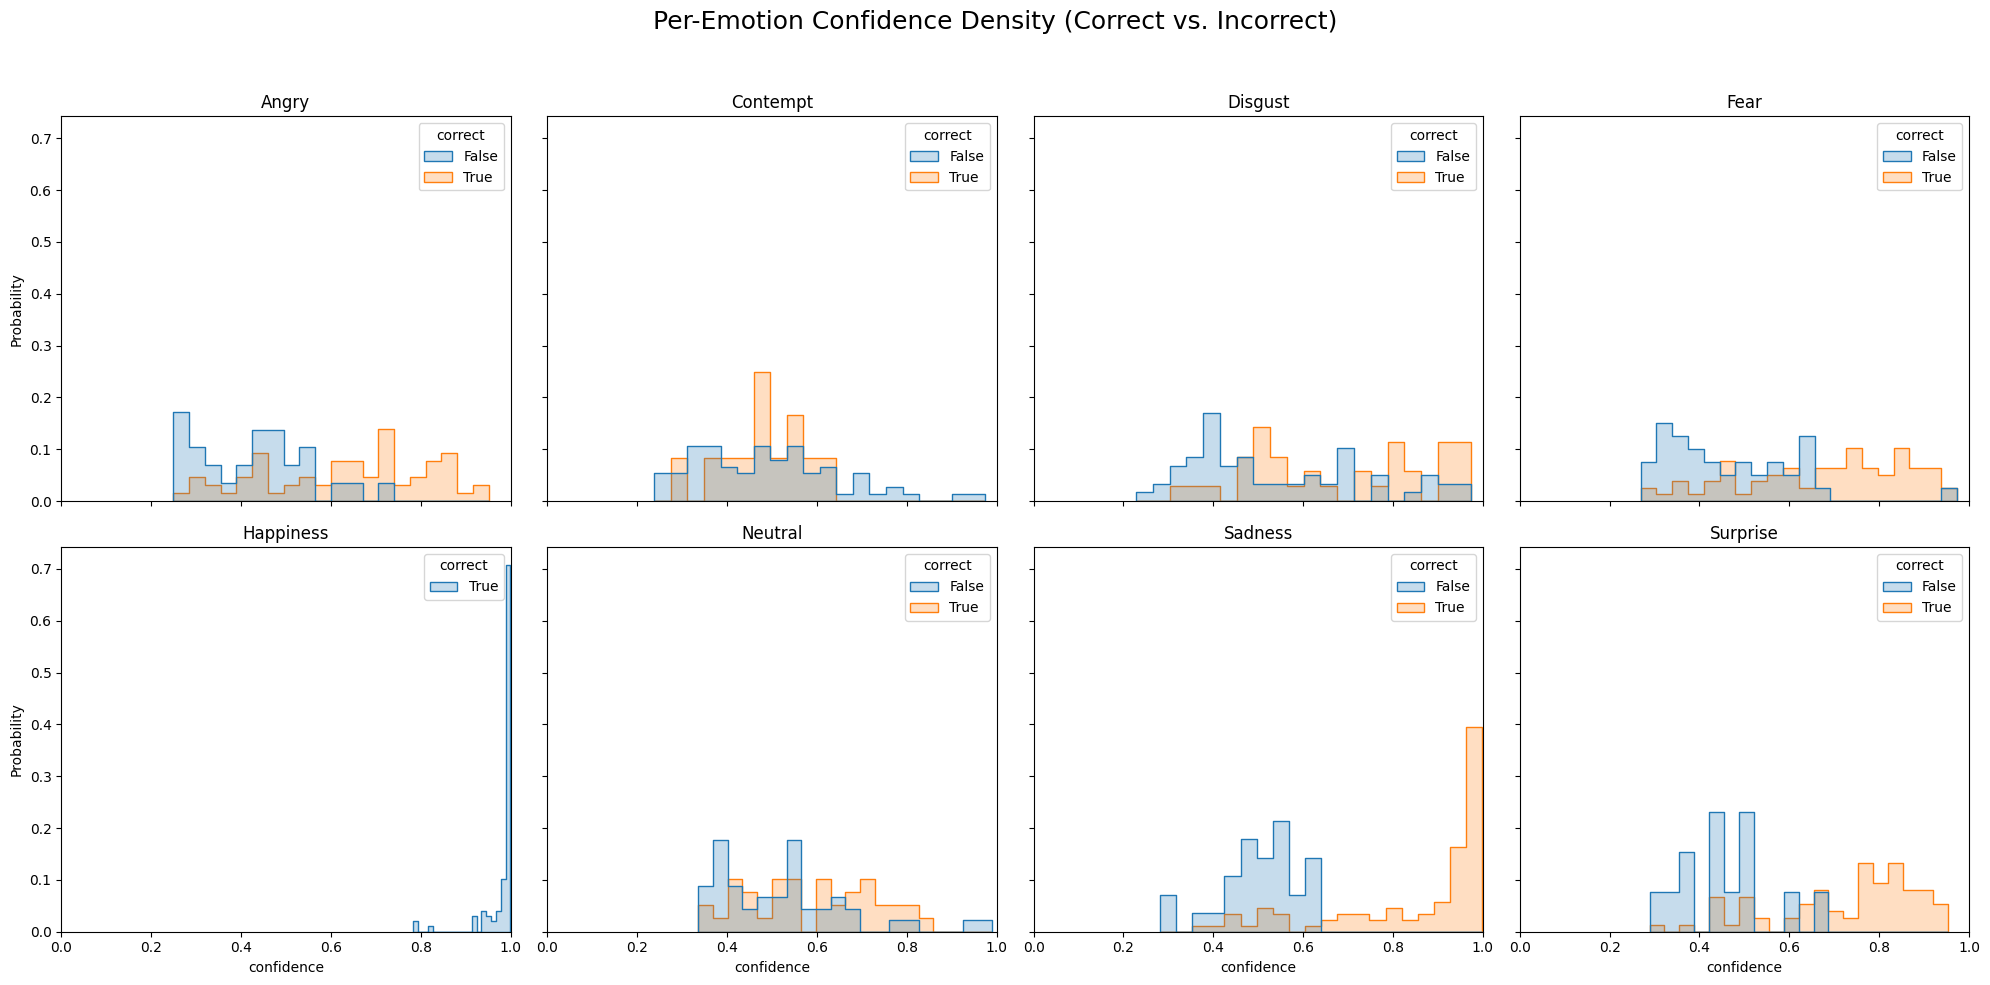 Per-Emotion Confidence Density (Correct vs. Incorrect)
Angry
Contempt
Disgust
Fear
correct
False
True
correct
False
True
correct
False
True
correct
False
True
Probability
0.7
0.6
0.5
0.4
0.3
0.2
0.1
0.0
Happiness
Neutral
Sadness
Surprise
correct
True
correct
False
True
correct
False
True
correct
False
True
Probability
0.7
0.6
0.5
0.4
0.3
0.2
0.1
0.0
0.0 0.2 0.4 0.6 0.8 1.0
0.0 0.2 0.4 0.6 0.8 1.0
0.0 0.2 0.4 0.6 0.8 1.0
0.0 0.2 0.4 0.6 0.8 1.0
confidence
confidence
confidence
confidence